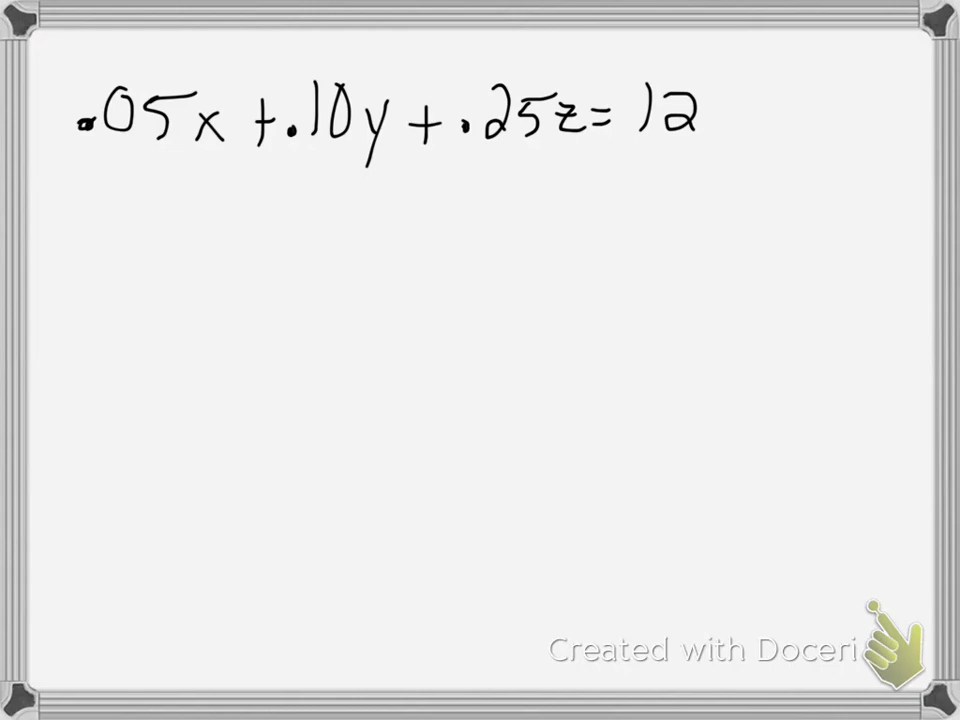 .05x + .10y + .25z = 12
Created with Doceri